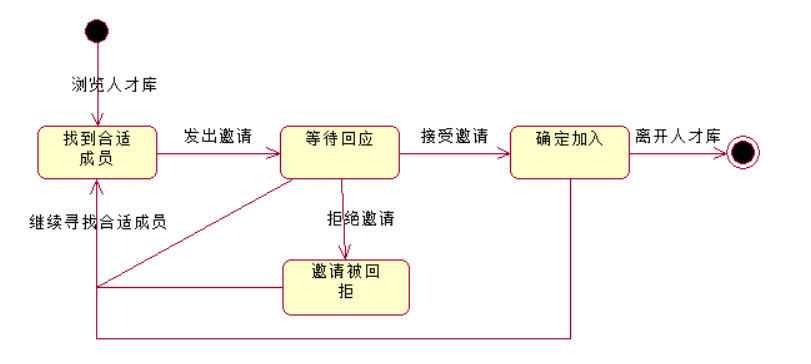 浏览人才库
找到合适
成员
发出邀请
等待回应
接受邀请
确定加入
离开人才库
继续寻找合适成员
拒绝邀请
邀请被回
拒